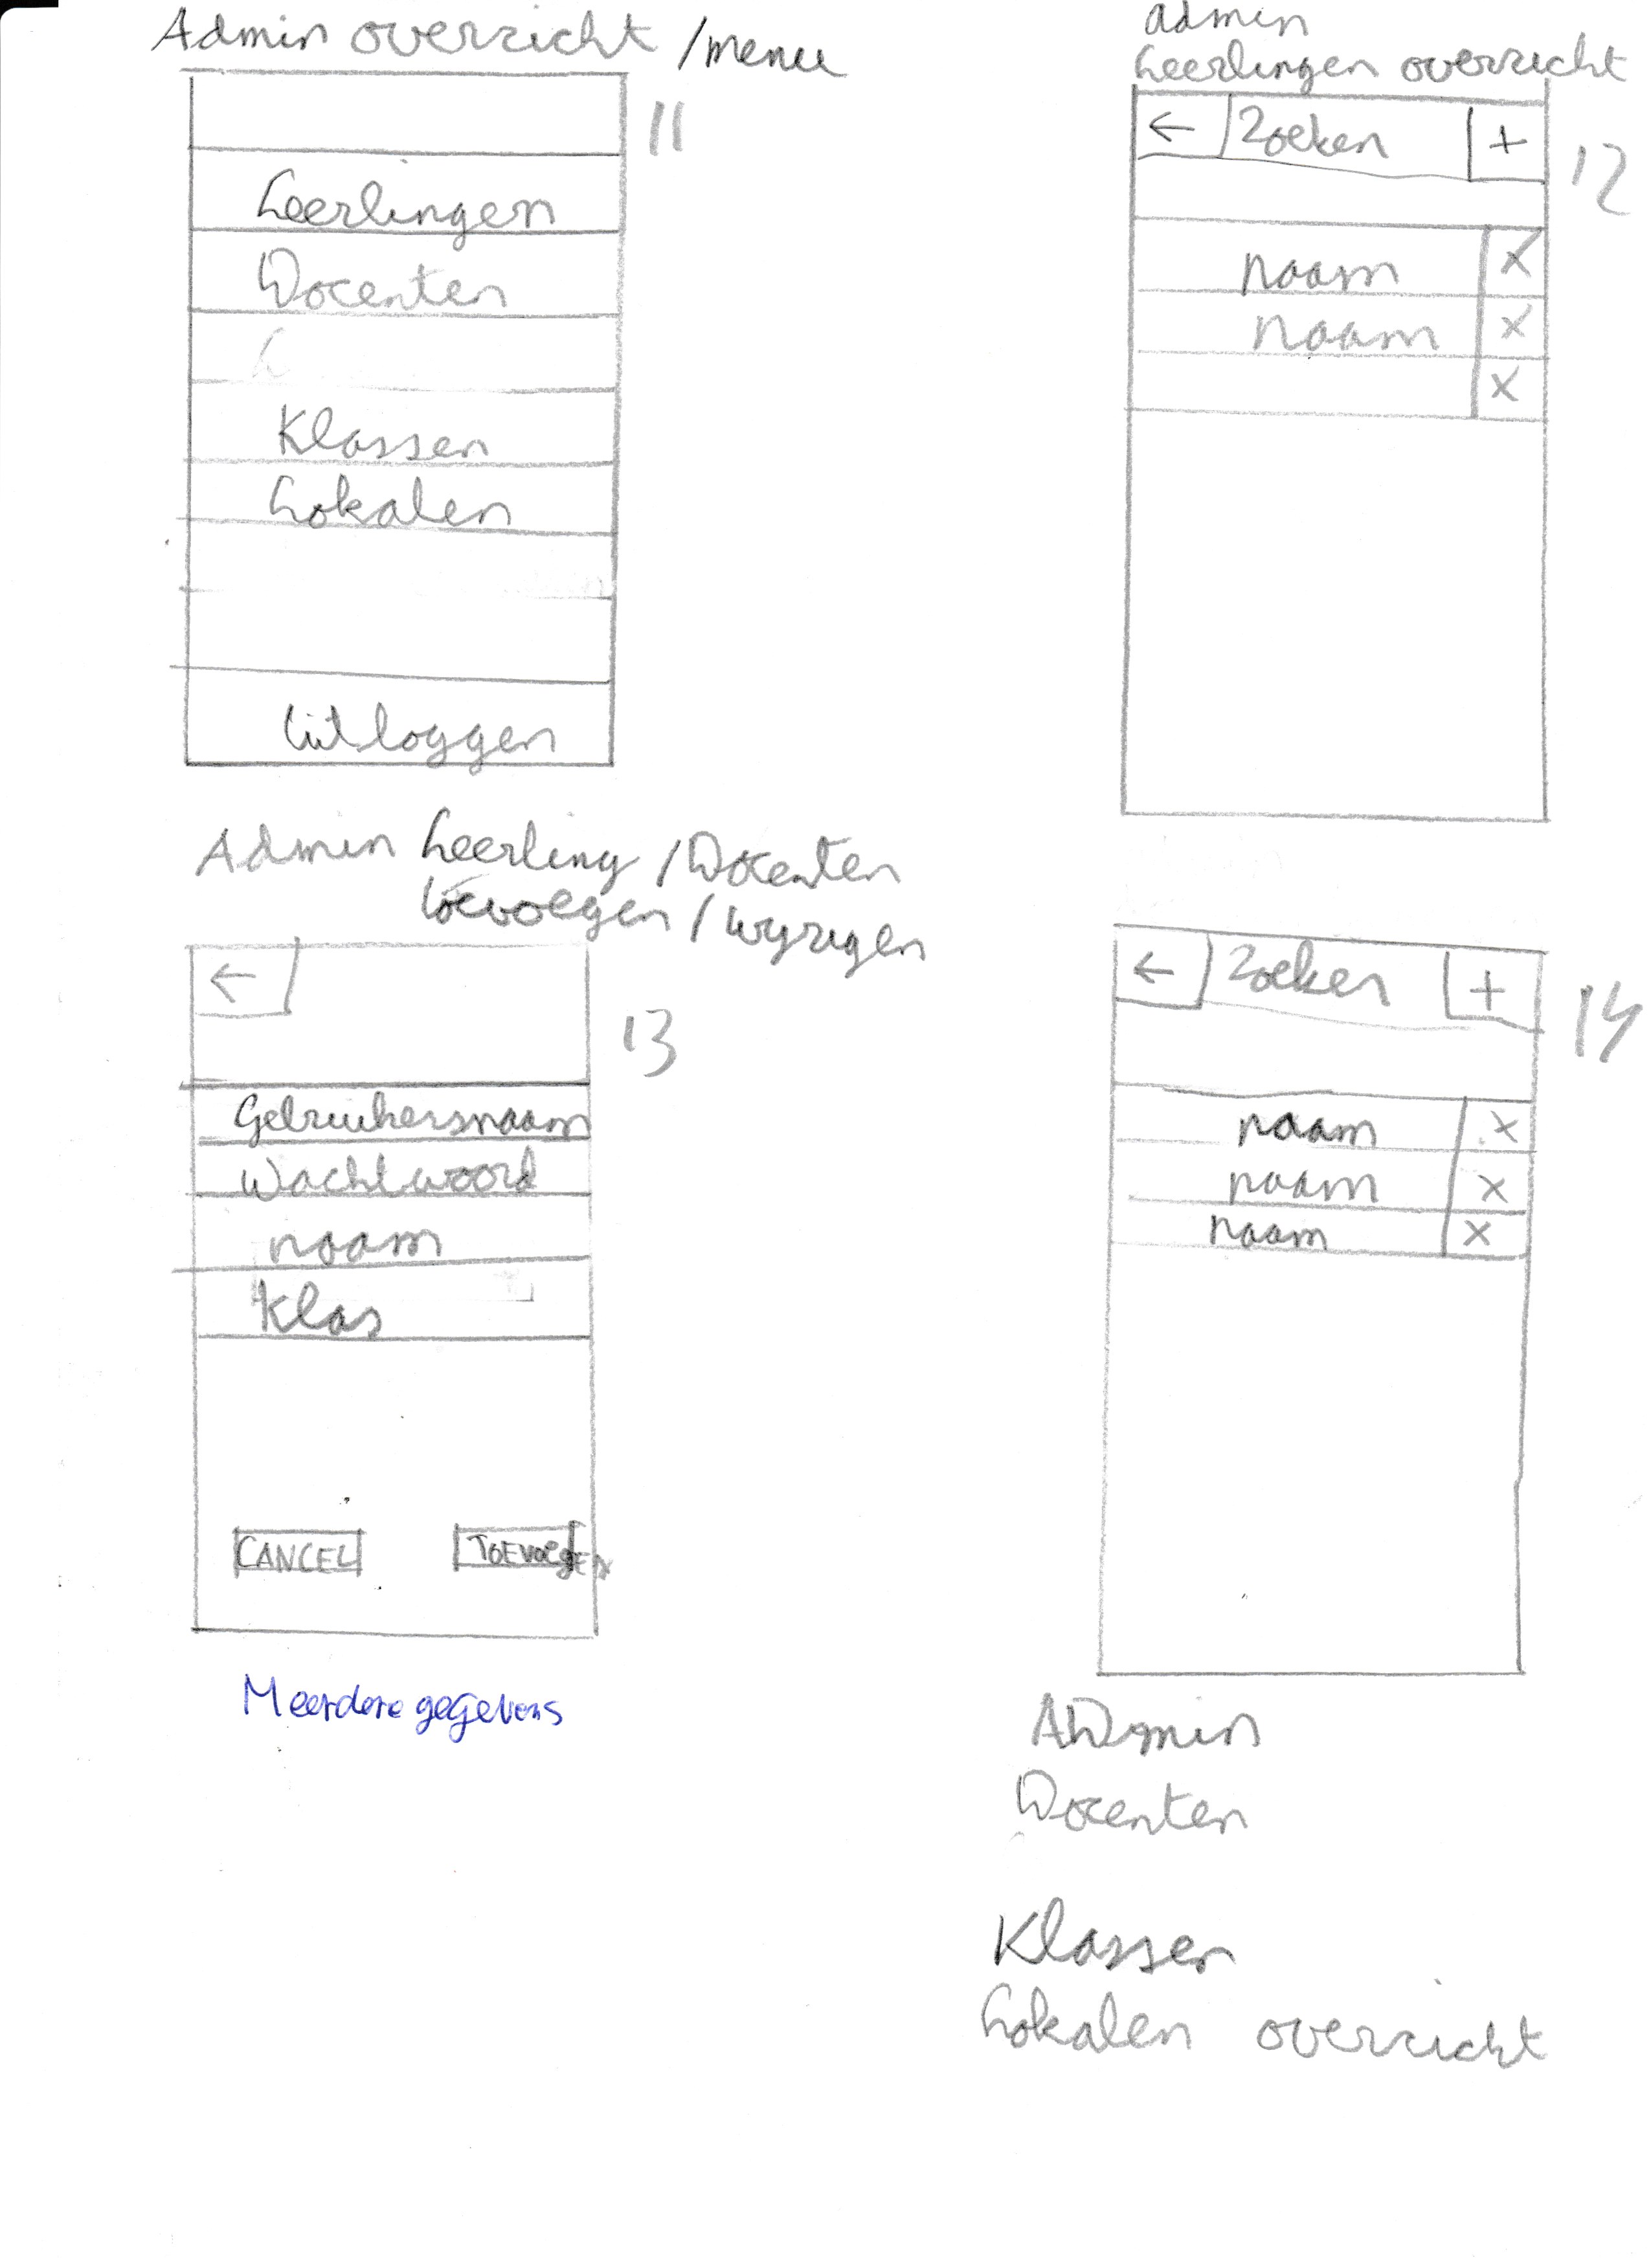 Admin overzicht /menu
11
Leerlingen
Docenten
L
Klassen
Lokalen
Uitloggen
admin
Leerlingen overzicht
← Zoeken +
12
naam X
naam X
X
Admin Leerling / Docenten
toevoegen / wijzigen
←
13
Gebruikersnaam
Wachtwoord
naam
Klas
CANCEL TOEVOEGEN
Meerdere gegevens
← Zoeken +
14
naam X
naam X
naam X
ADmin
Docenten
Klassen
Lokalen overzicht